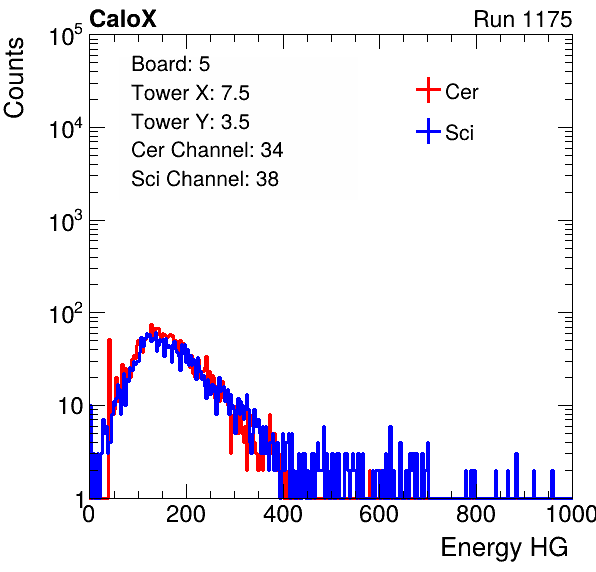 CaloX Run 1175
Counts
10^5
10^4
10^3
10^2
10
1
Board: 5
Tower X: 7.5
Tower Y: 3.5
Cer Channel: 34
Sci Channel: 38
Cer
Sci
0 200 400 600 800 1000
Energy HG